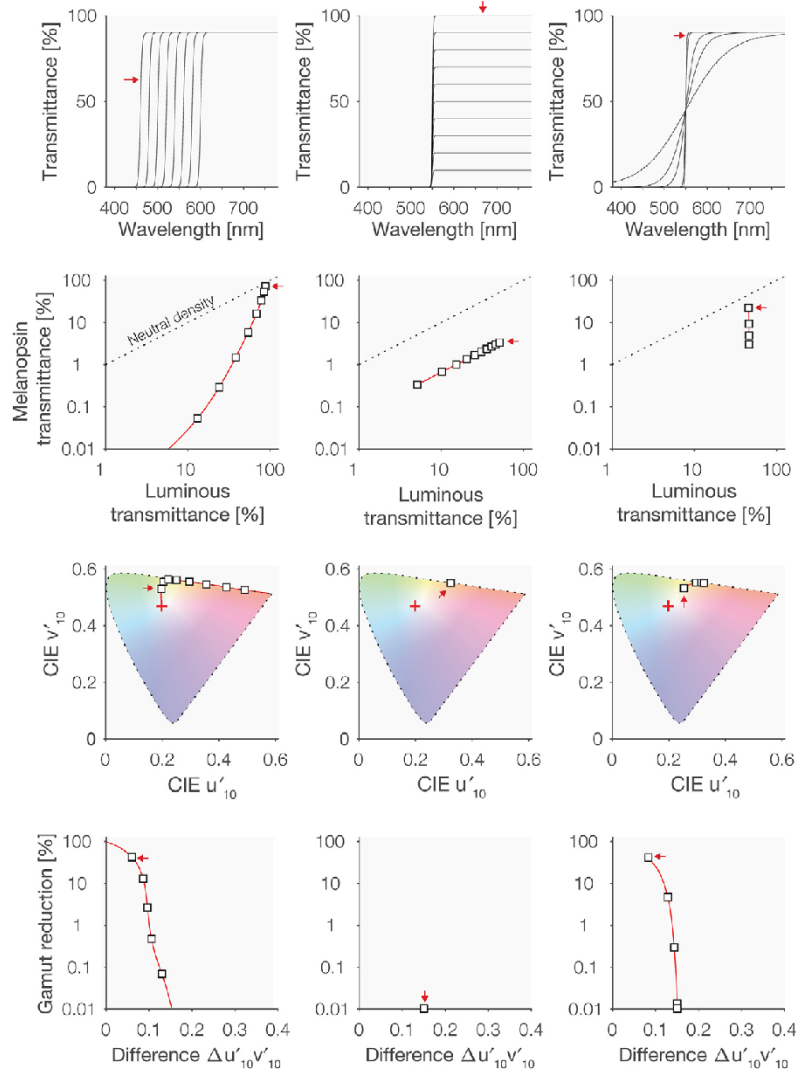 Transmittance [%]
100
50
0
400 500 600 700
Wavelength [nm]
Transmittance [%]
100
50
0
400 500 600 700
Wavelength [nm]
Transmittance [%]
100
50
0
400 500 600 700
Wavelength [nm]
Melanopsin
transmittance [%]
100
10
1
0.1
0.01
Neutral density
1 10 100
Luminous
transmittance [%]
100
10
1
0.1
0.01
1 10 100
Luminous
transmittance [%]
100
10
1
0.1
0.01
1 10 100
Luminous
transmittance [%]
CIE v′10
0.6
0.4
0.2
0
0 0.2 0.4 0.6
CIE u′10
CIE v′10
0.6
0.4
0.2
0
0 0.2 0.4 0.6
CIE u′10
CIE v′10
0.6
0.4
0.2
0
0 0.2 0.4 0.6
CIE u′10
Gamut reduction [%]
100
10
1
0.1
0.01
0 0.1 0.2 0.3 0.4
Difference Δu′10v′10
100
10
1
0.1
0.01
0 0.1 0.2 0.3 0.4
Difference Δu′10v′10
100
10
1
0.1
0.01
0 0.1 0.2 0.3 0.4
Difference Δu′10v′10